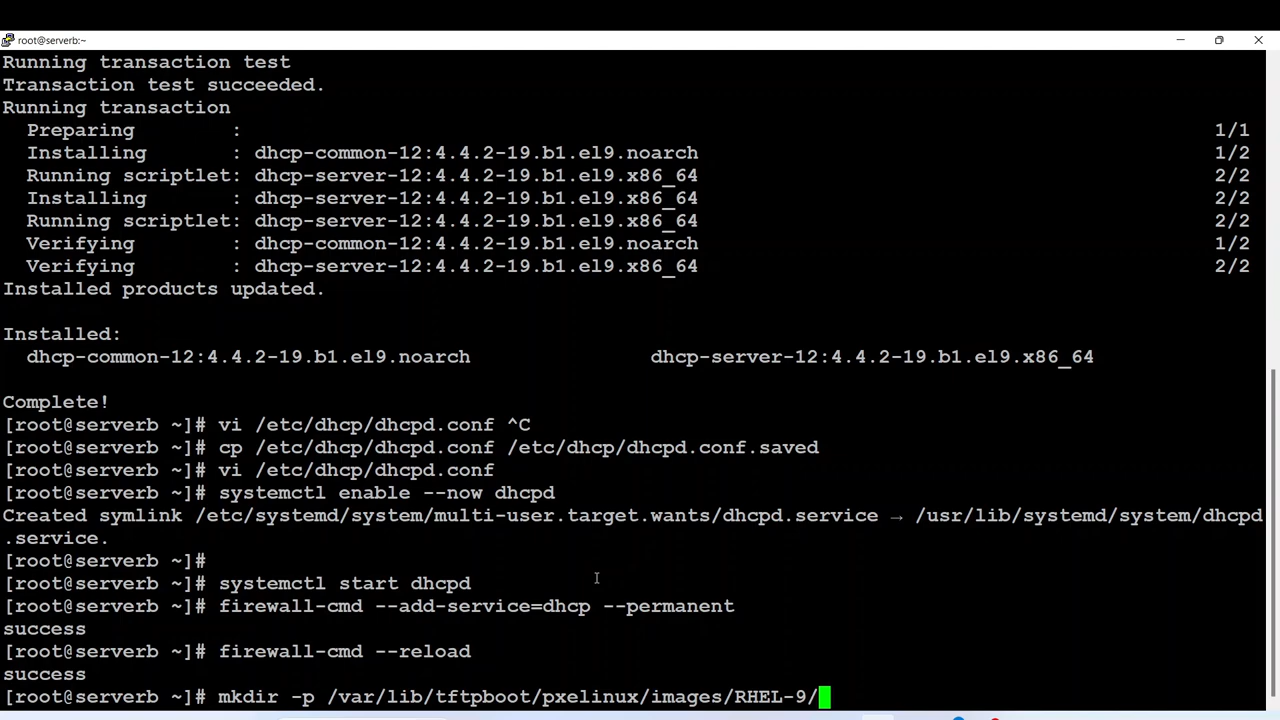 root@serverb:~
Running transaction test
Transaction test succeeded.
Running transaction
  Preparing        :                                                                                  1/1
  Installing       : dhcp-common-12:4.4.2-19.b1.el9.noarch                                            1/2
  Running scriptlet: dhcp-server-12:4.4.2-19.b1.el9.x86_64                                            2/2
  Installing       : dhcp-server-12:4.4.2-19.b1.el9.x86_64                                            2/2
  Running scriptlet: dhcp-server-12:4.4.2-19.b1.el9.x86_64                                            2/2
  Verifying        : dhcp-common-12:4.4.2-19.b1.el9.noarch                                            1/2
  Verifying        : dhcp-server-12:4.4.2-19.b1.el9.x86_64                                            2/2
Installed products updated.
Installed:
  dhcp-common-12:4.4.2-19.b1.el9.noarch               dhcp-server-12:4.4.2-19.b1.el9.x86_64
Complete!
[root@serverb ~]# vi /etc/dhcp/dhcpd.conf ^C
[root@serverb ~]# cp /etc/dhcp/dhcpd.conf /etc/dhcp/dhcpd.conf.saved
[root@serverb ~]# vi /etc/dhcp/dhcpd.conf
[root@serverb ~]# systemctl enable --now dhcpd
Created symlink /etc/systemd/system/multi-user.target.wants/dhcpd.service → /usr/lib/systemd/system/dhcpd
.service.
[root@serverb ~]#
[root@serverb ~]# systemctl start dhcpd
[root@serverb ~]# firewall-cmd --add-service=dhcp --permanent
success
[root@serverb ~]# firewall-cmd --reload
success
[root@serverb ~]# mkdir -p /var/lib/tftpboot/pxelinux/images/RHEL-9/